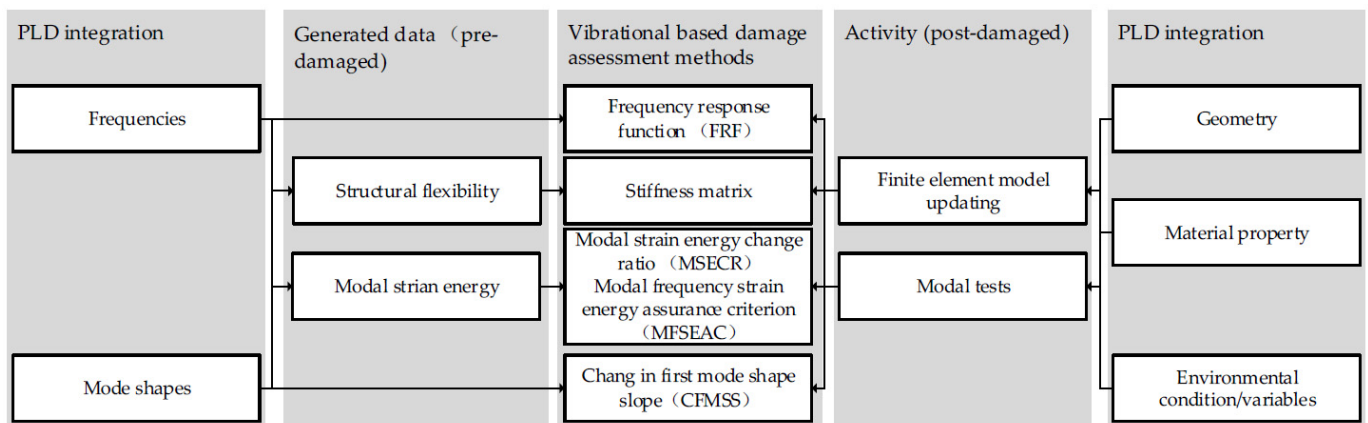 PLD integration
Frequencies
Mode shapes
Generated data （pre-
damaged)
Structural flexibility
Modal strian energy
Vibrational based damage
assessment methods
Frequency response
function （FRF）
Stiffness matrix
Modal strain energy change
ratio （MSECR）
Modal frequency strain
energy assurance criterion
（MFSEAC）
Chang in first mode shape
slope（CFMSS）
Activity (post-damaged)
Finite element model
updating
Modal tests
PLD integration
Geometry
Material property
Environmental
condition/variables